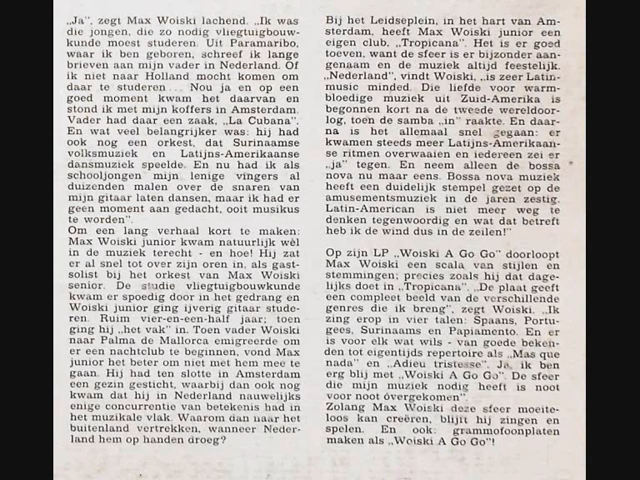 „Ja”, zegt Max Woiski lachend. „Ik was
die jongen, die zo nodig vliegtuigbouw-
kunde moest studeren. Uit Paramaribo,
waar ik ben geboren, schreef ik lange
brieven aan mijn vader in Nederland. Of
ik niet naar Holland mocht komen om
daar te studeren... Nou ja en op een
goed moment kwam het daarvan en
stond ik met mijn koffers in Amsterdam.
Vader had daar een zaak, „La Cubana”.
En wat veel belangrijker was: hij had
ook nog een orkest, dat Surinaamse
volksmuziek en Latijns-Amerikaanse
dansmuziek speelde. En nu had ik als
schooljongen mijn lenige vingers al
duizenden malen over de snaren van
mijn gitaar laten dansen, maar ik had er
geen moment aan gedacht, ooit musikus
te worden”.
Om een lang verhaal kort te maken:
Max Woiski junior kwam natuurlijk wèl
in de muziek terecht - en hoe! Hij zat
er al snel tot over zijn oren in, als gast-
solist bij het orkest van Max Woiski
senior. De studie vliegtuigbouwkunde
kwam er spoedig door in het gedrang en
Woiski junior ging ijverig gitaar stude-
ren. Ruim vier-en-een-half jaar; toen
ging hij „het vak” in. Toen vader Woiski
naar Palma de Mallorca emigreerde om
er een nachtclub te beginnen, vond Max
junior het beter om niet met hem mee te
gaan. Hij had ten slotte in Amsterdam
een gezin gesticht, waarbij dan ook nog
kwam dat hij in Nederland nauwelijks
enige concurrentie van betekenis had in
het muzikale vlak. Waarom dan naar het
buitenland vertrekken, wanneer Neder-
land hem op handen droeg?
Bij het Leidseplein, in het hart van Am-
sterdam, heeft Max Woiski junior een
eigen club, „Tropicana”. Het is er goed
toeven, want de sfeer is er bijzonder aan-
genaam en de muziek altijd feestelijk.
„Nederland”, vindt Woiski, „is zeer Latin-
music minded. Die liefde voor warm-
bloedige muziek uit Zuid-Amerika is
begonnen kort na de tweede wereldoor-
log, toen de samba „in” raakte. En daar-
na is het allemaal snel gegaan: er
kwamen steeds meer Latijns-Amerikaan-
se ritmen overwaaien en iedereen zei er
„ja” tegen. En neem alleen de bossa
nova nu maar eens. Bossa nova muziek
heeft een duidelijk stempel gezet op de
amusementsmuziek in de jaren zestig.
Latin-American is niet meer weg te
denken tegenwoordig en wat dat betreft
heb ik de wind dus in de zeilen!”
Op zijn LP „Woiski A Go Go” doorloopt
Max Woiski een scala van stijlen en
stemmingen; precies zoals hij dat dage-
lijks doet in „Tropicana”. „De plaat geeft
een compleet beeld van de verschillende
genres die ik breng”, zegt Woiski. „Ik
zing erop in vier talen: Spaans, Portu-
gees, Surinaams en Papiamento. En er
is voor elk wat wils - van goede beken-
den tot eigentijds repertoire als „Mas que
nada” en „Adieu tristesse”. Ja, ik ben
erg blij met „Woiski A Go Go”. De sfeer
die mijn muziek nodig heeft is noot
voor noot óvergekomen”.
Zolang Max Woiski deze sfeer moeite-
loos kan creëren, blijft hij zingen en
spelen. En ook: grammofoonplaten
maken als „Woiski A Go Go”!